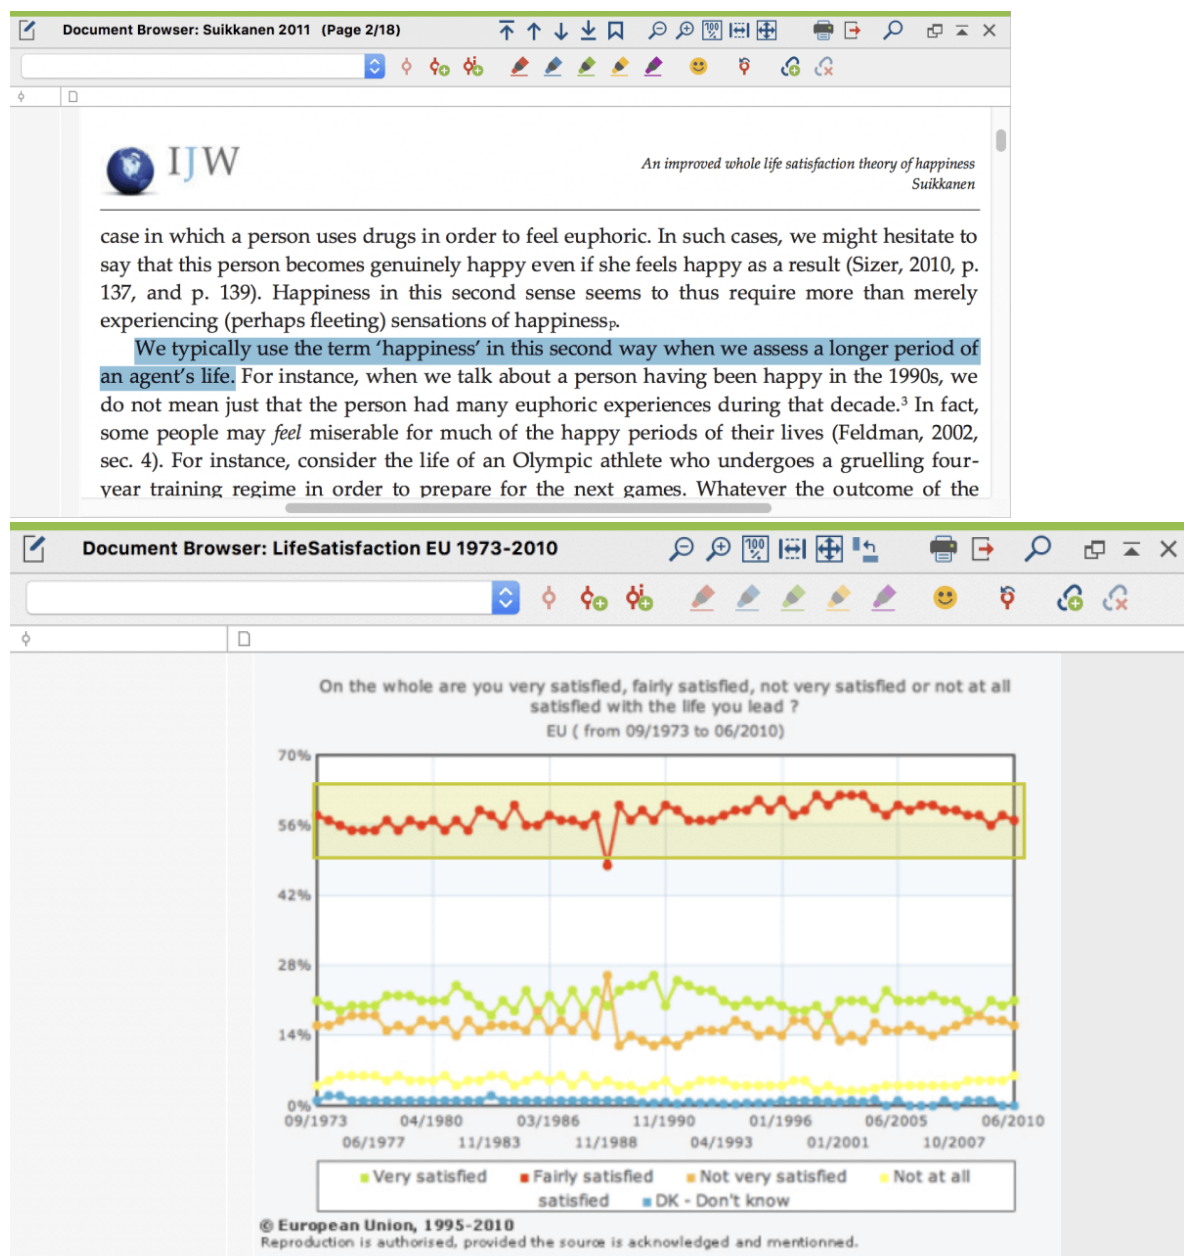 Document Browser: Suikkanen 2011 (Page 2/18)
100
%
IJW
An improved whole life satisfaction theory of happiness
Suikkanen
case in which a person uses drugs in order to feel euphoric. In such cases, we might hesitate to
say that this person becomes genuinely happy even if she feels happy as a result (Sizer, 2010, p.
137, and p. 139). Happiness in this second sense seems to thus require more than merely
experiencing (perhaps fleeting) sensations of happinessₚ.
We typically use the term ‘happiness’ in this second way when we assess a longer period of
an agent’s life. For instance, when we talk about a person having been happy in the 1990s, we
do not mean just that the person had many euphoric experiences during that decade.³ In fact,
some people may feel miserable for much of the happy periods of their lives (Feldman, 2002,
sec. 4). For instance, consider the life of an Olympic athlete who undergoes a gruelling four-
year training regime in order to prepare for the next games. Whatever the outcome of the
Document Browser: LifeSatisfaction EU 1973-2010
100
%
On the whole are you very satisfied, fairly satisfied, not very satisfied or not at all
satisfied with the life you lead ?
EU ( from 09/1973 to 06/2010)
70%
56%
42%
28%
14%
0%
09/1973 04/1980 03/1986 11/1990 01/1996 06/2005 06/2010
06/1977 11/1983 11/1988 04/1993 01/2001 10/2007
Very satisfied Fairly satisfied Not very satisfied Not at all
satisfied DK - Don't know
© European Union, 1995-2010
Reproduction is authorised, provided the source is acknowledged and mentionned.